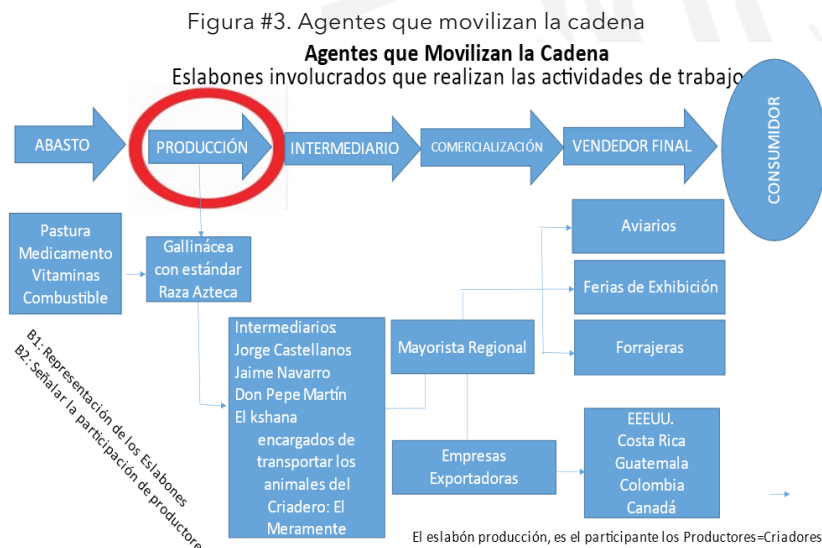 Figura #3. Agentes que movilizan la cadena
Agentes que Movilizan la Cadena
Eslabones involucrados que realizan las actividades de trabajo
ABASTO
PRODUCCIÓN
INTERMEDIARIO
COMERCIALIZACIÓN
VENDEDOR FINAL
CONSUMIDOR
Pastura
Medicamento
Vitaminas
Combustible
Gallinácea
con estándar
Raza Azteca
Intermediarios:
Jorge Castellanos
Jaime Navarro
Don Pepe Martín
El kshana
encargados de
transportar los
animales del
Criadero: El
Meramente
Mayorista Regional
Empresas
Exportadoras
Aviarios
Ferias de Exhibición
Forrajeras
EEEUU.
Costa Rica
Guatemala
Colombia
Canadá
B1: Representación de los Eslabones
B2: Señalar la participación de productore
El eslabón producción, es el participante los Productores=Criadores